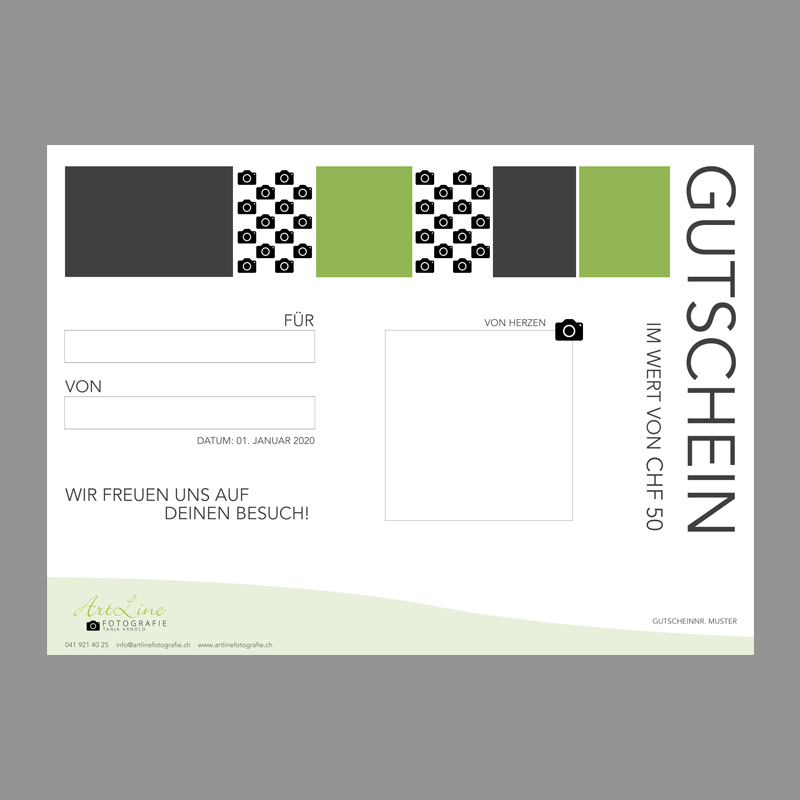 GUTSCHEIN
IM WERT VON CHF 50
FÜR
VON
DATUM: 01. JANUAR 2020
VON HERZEN
WIR FREUEN UNS AUF
DEINEN BESUCH!
ArtLine
FOTOGRAFIE
TANJA ARNOLD
041 921 40 25 info@artlinefotografie.ch www.artlinefotografie.ch
GUTSCHEINNR. MUSTER